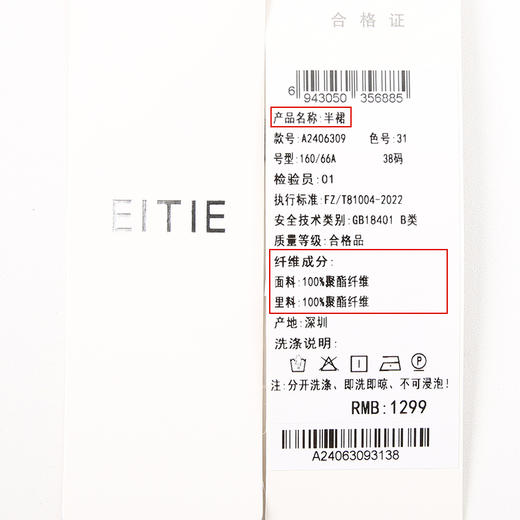 EITIE
合格证
6 943050 356885
产品名称:半裙
款号:A2406309 色号:31
号型:160/66A 38码
检验员:01
执行标准:FZ/T81004-2022
安全技术类别:GB18401 B类
质量等级:合格品
纤维成分:
面料:100%聚酯纤维
里料:100%聚酯纤维
产地:深圳
洗涤说明:
P
注:分开洗涤、即洗即晾、不可浸泡!
RMB:1299
A24063093138